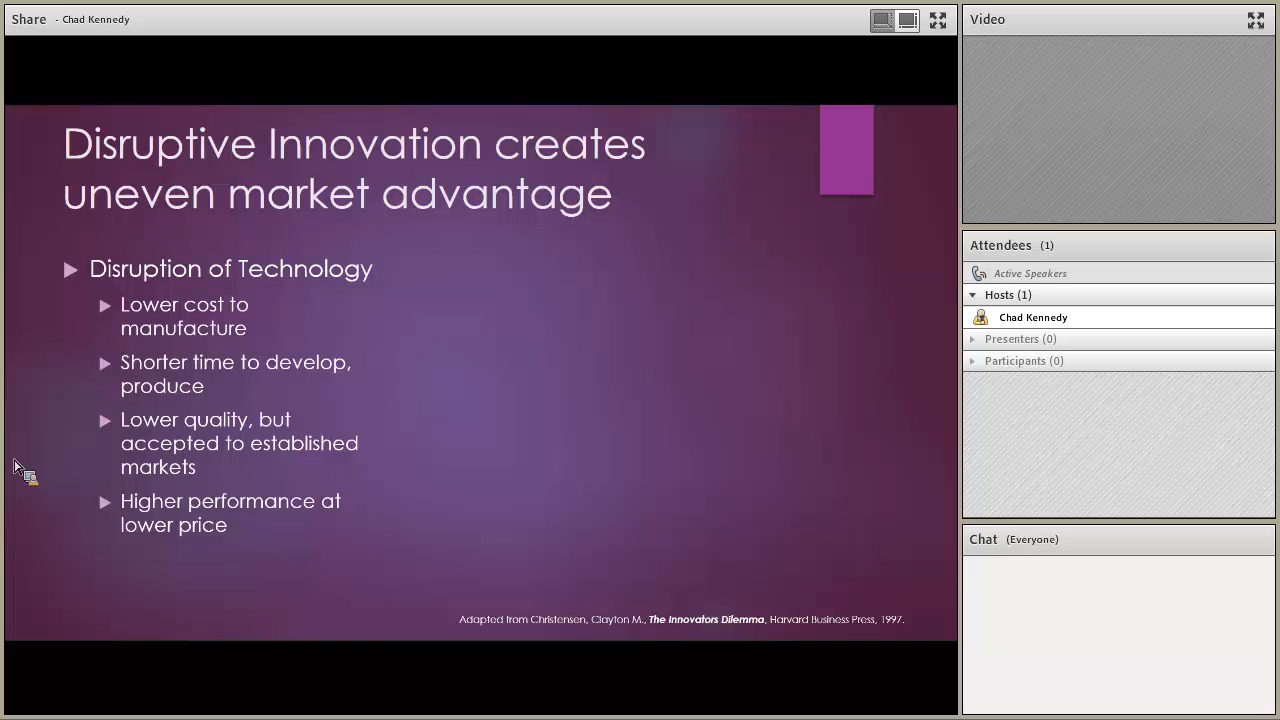 Share - Chad Kennedy
Disruptive Innovation creates
uneven market advantage
Disruption of Technology
Lower cost to
manufacture
Shorter time to develop,
produce
Lower quality, but
accepted to established
markets
Higher performance at
lower price
Adapted from Christensen, Clayton M., The Innovators Dilemma, Harvard Business Press, 1997.
Video
Attendees (1)
Active Speakers
Hosts (1)
Chad Kennedy
Presenters (0)
Participants (0)
Chat (Everyone)